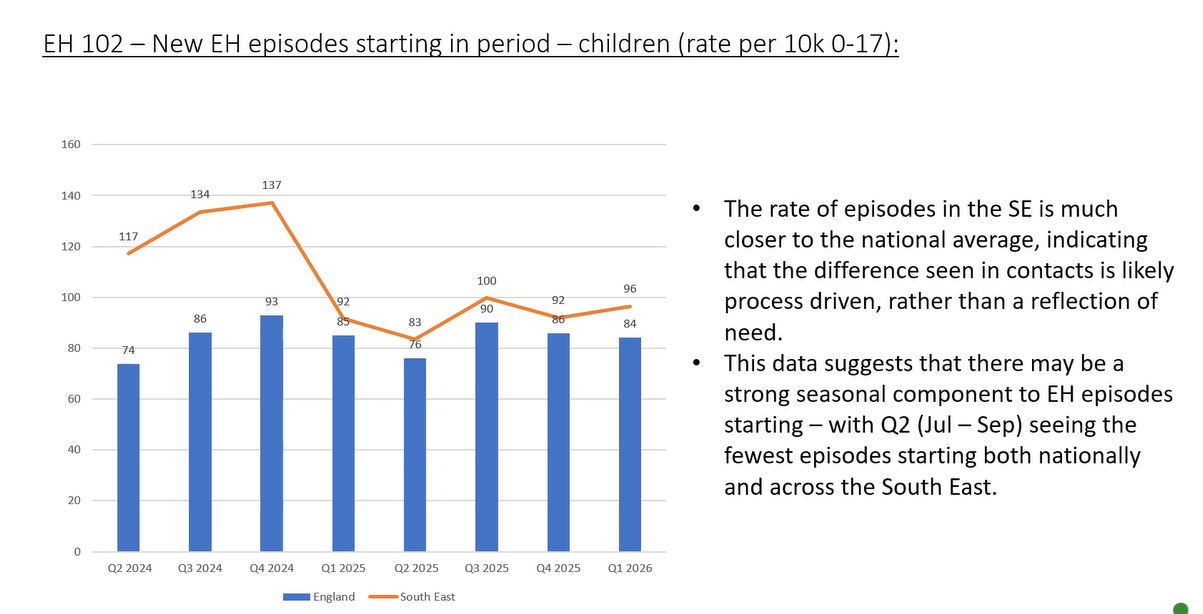 EH 102 – New EH episodes starting in period – children (rate per 10k 0-17):
160
140
120
100
80
60
40
20
0
117
134
137
92
83
100
92
96
74
86
93
85
76
90
86
84
Q2 2024 Q3 2024 Q4 2024 Q1 2025 Q2 2025 Q3 2025 Q4 2025 Q1 2026
England South East
• The rate of episodes in the SE is much
closer to the national average, indicating
that the difference seen in contacts is likely
process driven, rather than a reflection of
need.
• This data suggests that there may be a
strong seasonal component to EH episodes
starting – with Q2 (Jul – Sep) seeing the
fewest episodes starting both nationally
and across the South East.